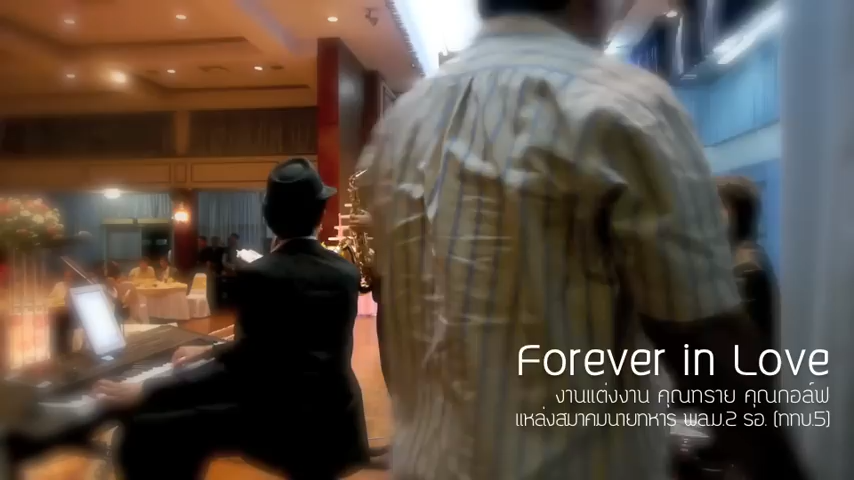 Forever in Love
งานแต่งงาน คุณทราย คุณกอล์ฟ
แหล่งสมาคมนายทหาร พล.ม.2 รอ. (ททบ.5)